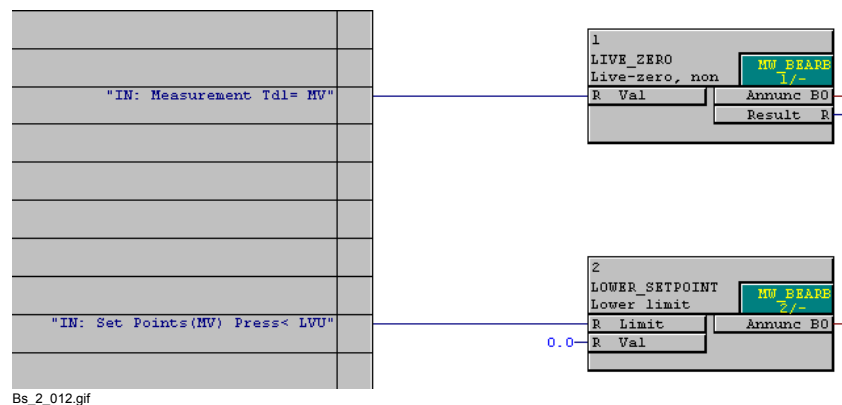 1
LIVE_ZERO
Live-zero, non
MW_BEARB
1/-
"IN: Measurement Td1= MV"
R Val
Annunc BO
Result R
2
LOWER_SETPOINT
Lower limit
MW_BEARB
2/-
"IN: Set Points(MV) Press< LVU"
R Limit
Annunc BO
0.0
R Val
Bs_2_012.gif